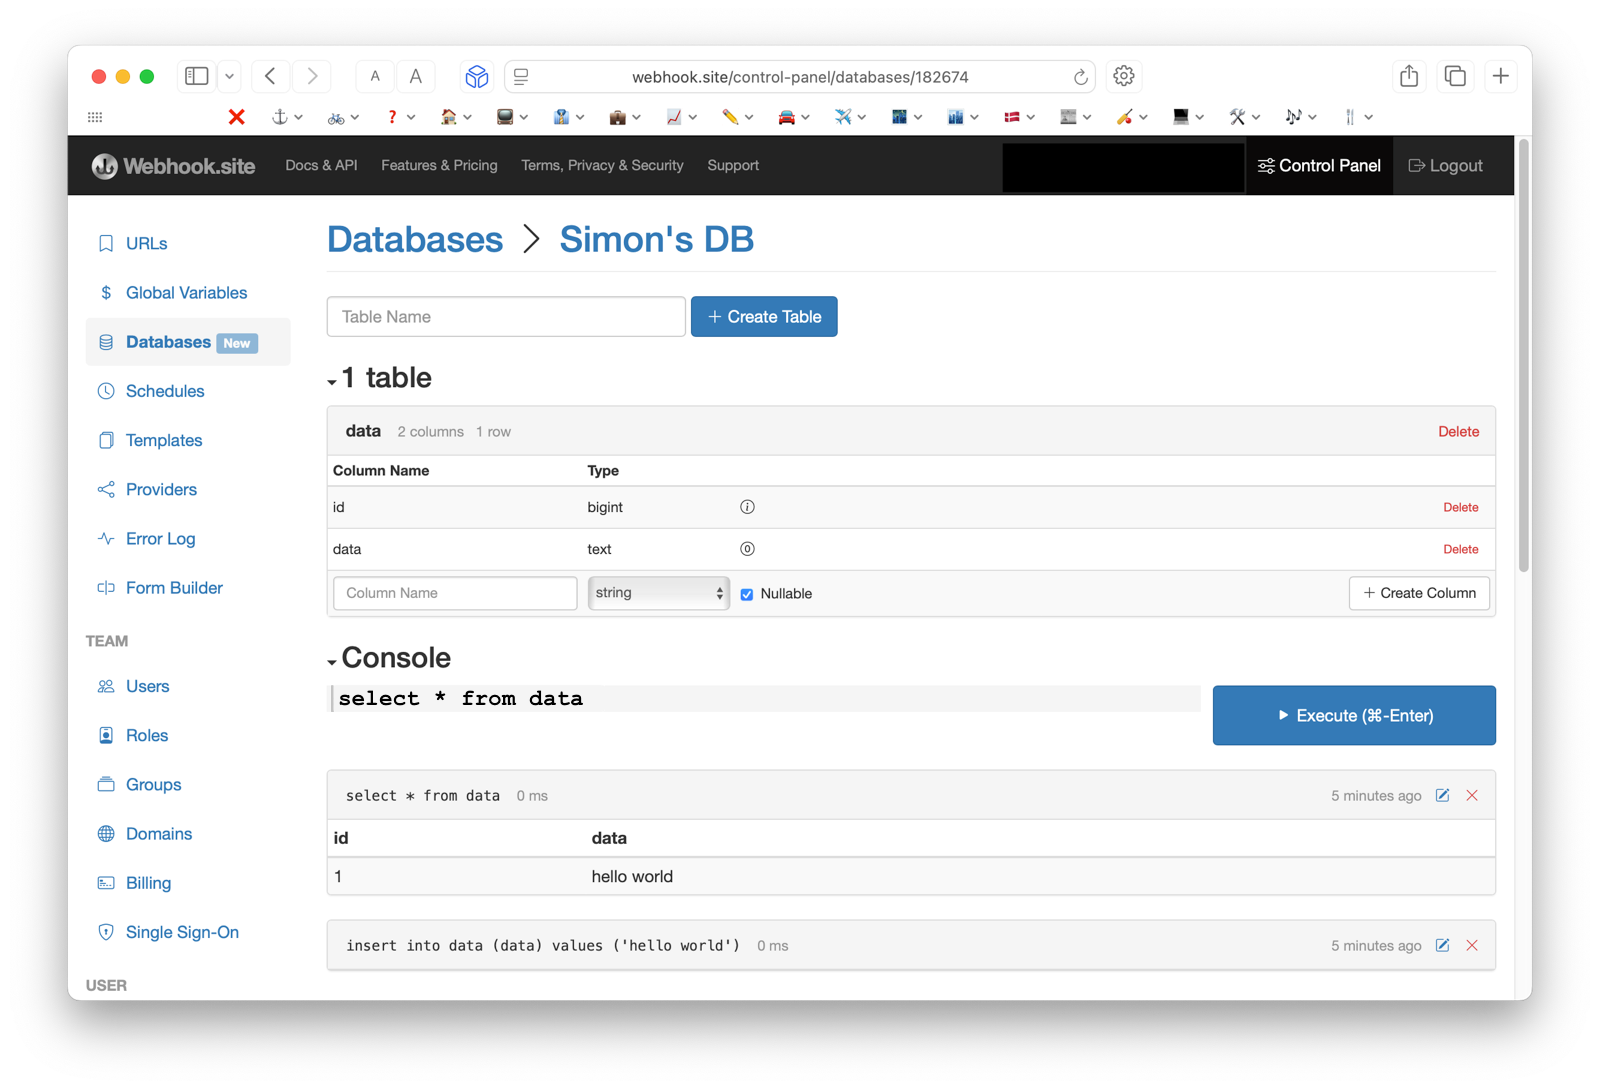 A A webhook.site/control-panel/databases/182674
Webhook.site Docs & API Features & Pricing Terms, Privacy & Security Support Control Panel Logout
URLs
Global Variables
Databases New
Schedules
Templates
Providers
Error Log
Form Builder
TEAM
Users
Roles
Groups
Domains
Billing
Single Sign-On
USER
Databases > Simon's DB
Table Name + Create Table
1 table
data 2 columns 1 row Delete
Column Name Type
id bigint Delete
data text Delete
Column Name string Nullable + Create Column
Console
select * from data Execute (⌘-Enter)
select * from data 0 ms 5 minutes ago
id data
1 hello world
insert into data (data) values ('hello world') 0 ms 5 minutes ago